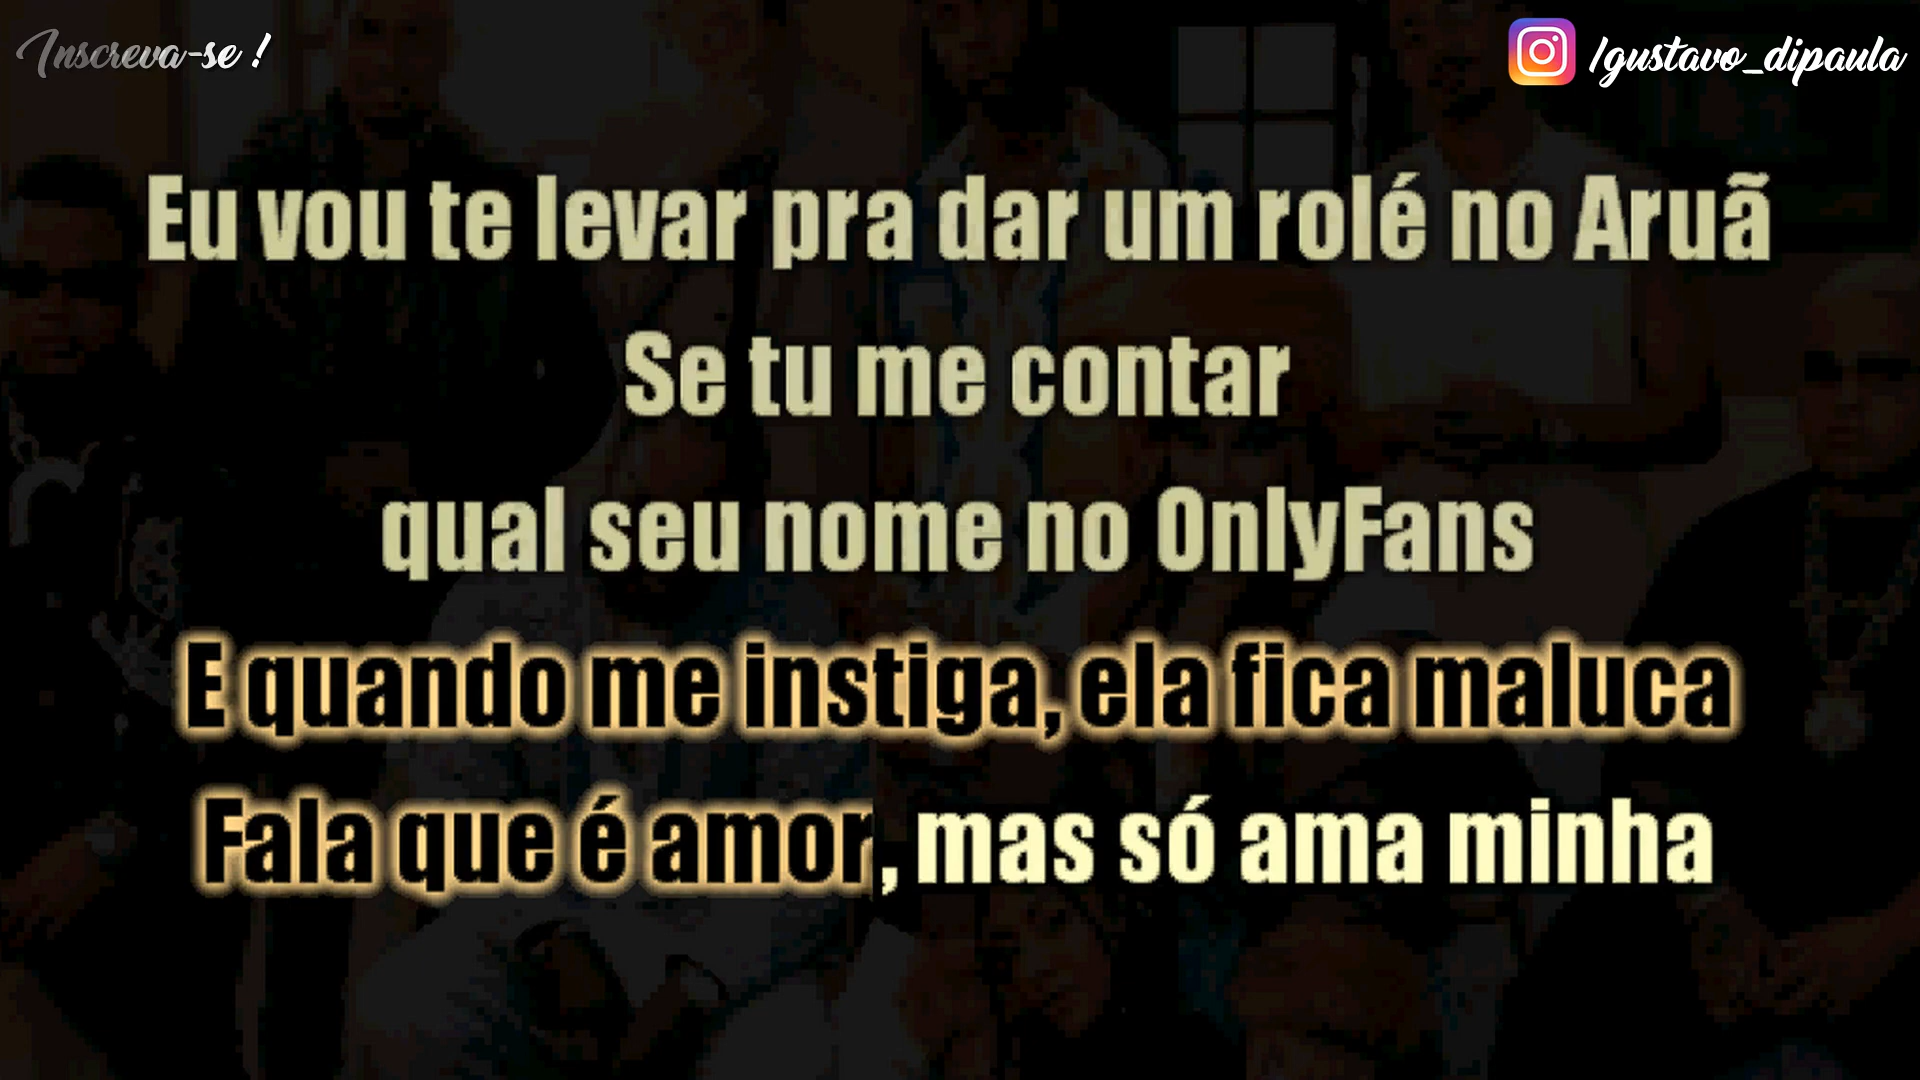 Inscreva-se !
/gustavo_dipaula
Eu vou te levar pra dar um rolé no Aruã
Se tu me contar
qual seu nome no OnlyFans
E quando me instiga, ela fica maluca
Fala que é amor, mas só ama minha